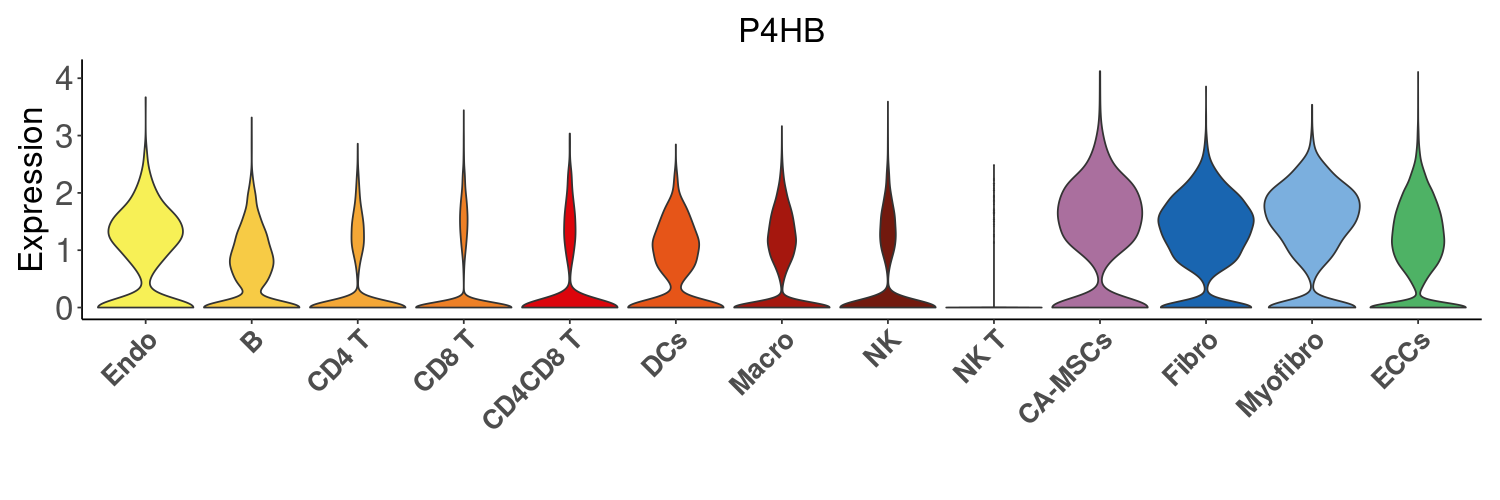 P4HB
Expression
4
3
2
1
0
Endo
B
CD4 T
CD8 T
CD4CD8 T
DCs
Macro
NK
NK T
CA-MSCs
Fibro
Myofibro
ECCs